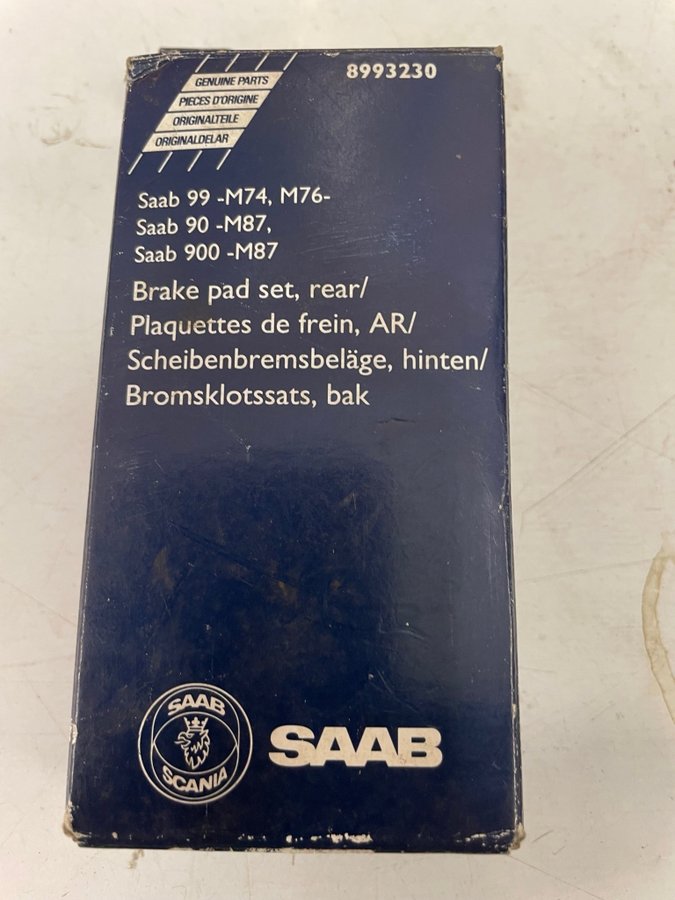 8993230
GENUINE PARTS
PIECES D'ORIGINE
ORIGINALTEILE
ORIGINALDELAR
Saab 99 -M74, M76-
Saab 90 -M87,
Saab 900 -M87
Brake pad set, rear/
Plaquettes de frein, AR/
Scheibenbremsbeläge, hinten/
Bromsklotssats, bak
SAAB
SCANIA
SAAB